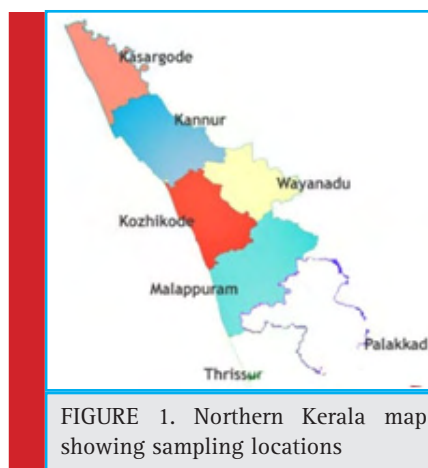 Kasargode
Kannur
Wayanadu
Kozhikode
Malappuram
Palakkad
Thrissur
FIGURE 1. Northern Kerala map
showing sampling locations